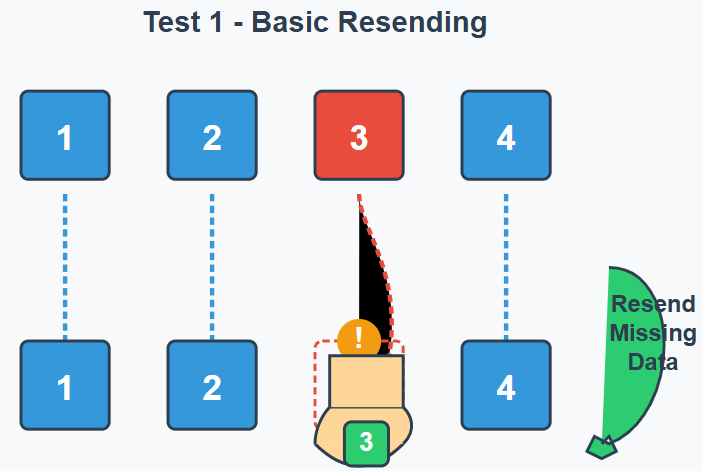 Test 1 - Basic Resending
1 2 3 4
!
1 2 4
3
Resend
Missing
Data